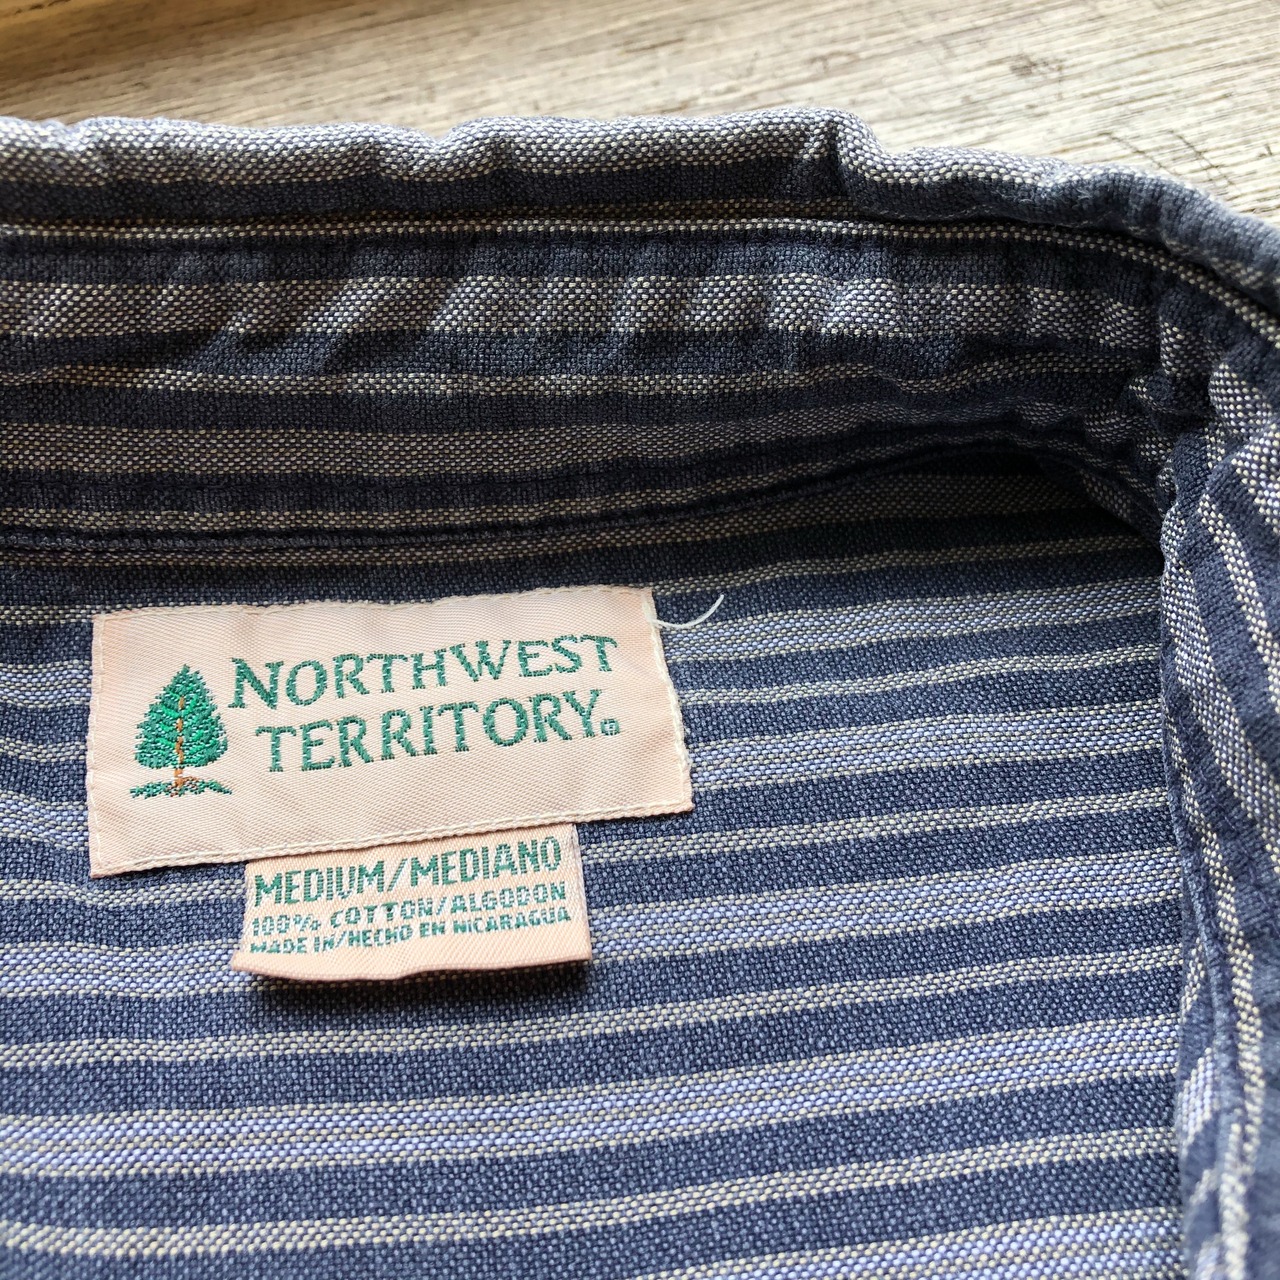 NORTHWEST
TERRITORY®
MEDIUM/MEDIANO
100% COTTON/ALGODON
MADE IN/HECHO EN NICARAGUA